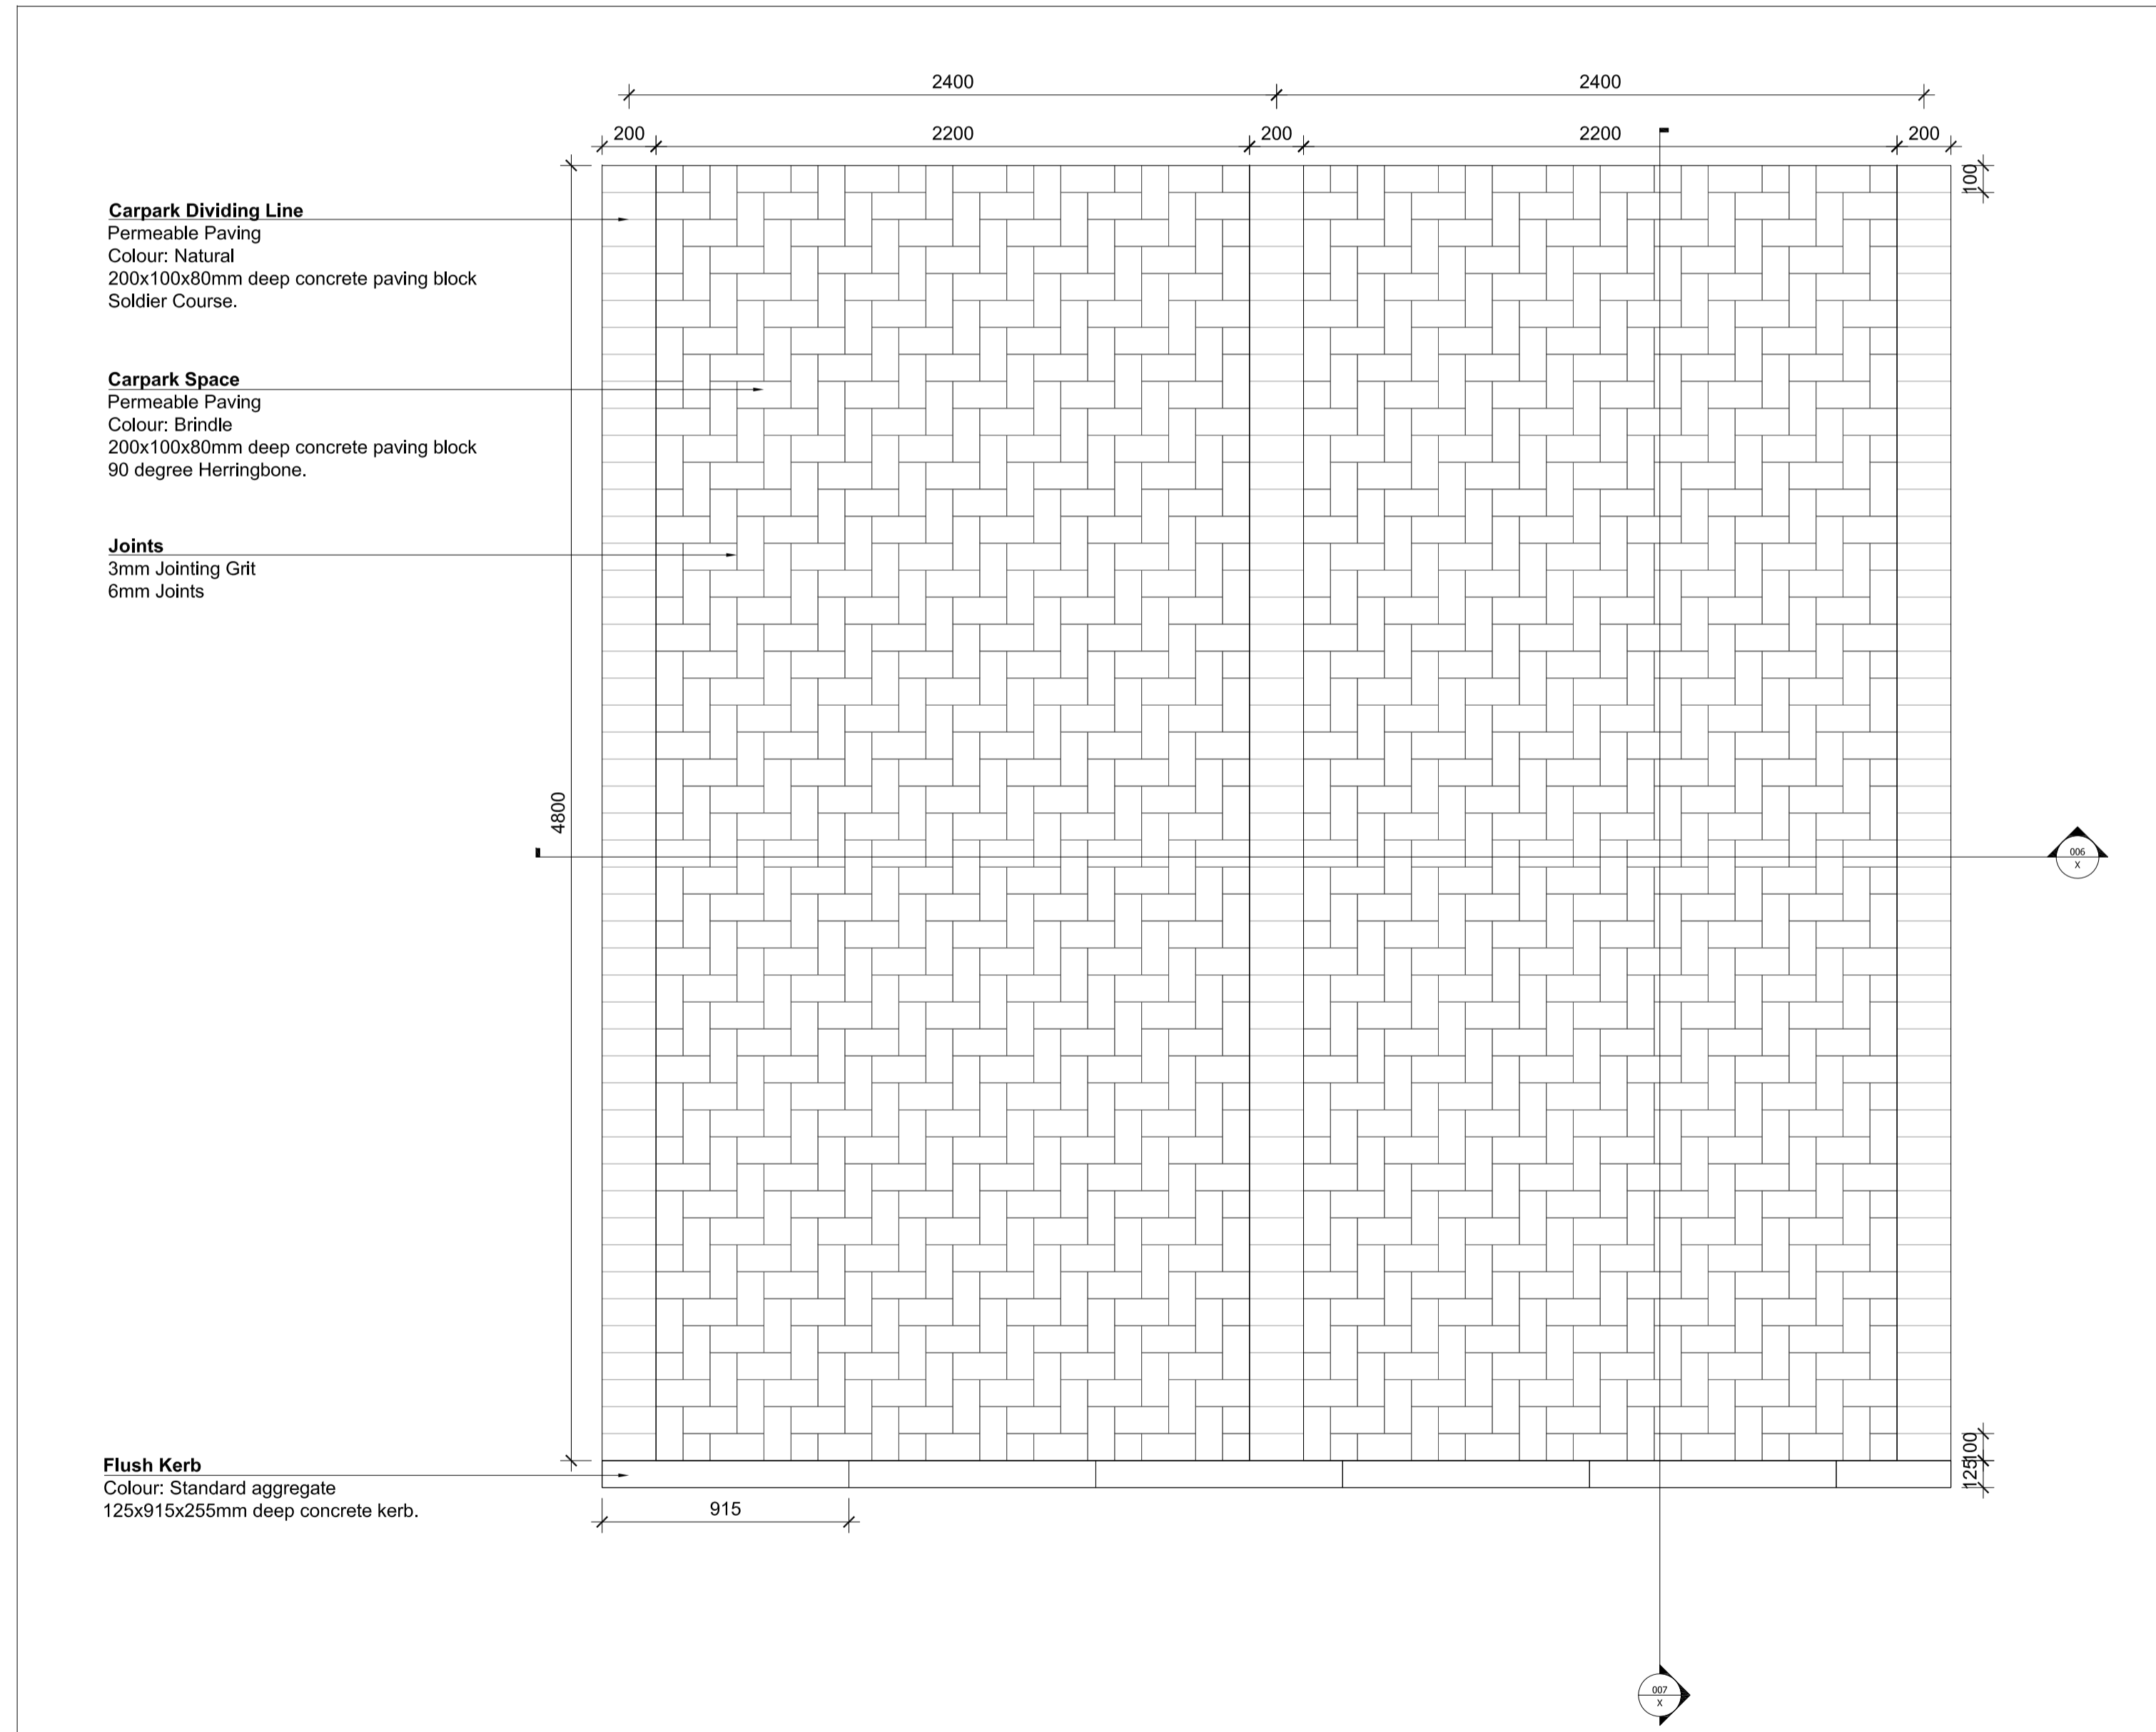 2400
2400
200
2200
200
2200
200
100
Carpark Dividing Line
Permeable Paving
Colour: Natural
200x100x80mm deep concrete paving block
Soldier Course.
Carpark Space
Permeable Paving
Colour: Brindle
200x100x80mm deep concrete paving block
90 degree Herringbone.
Joints
3mm Jointing Grit
6mm Joints
4800
006
X
100
125
Flush Kerb
Colour: Standard aggregate
125x915x255mm deep concrete kerb.
915
007
X